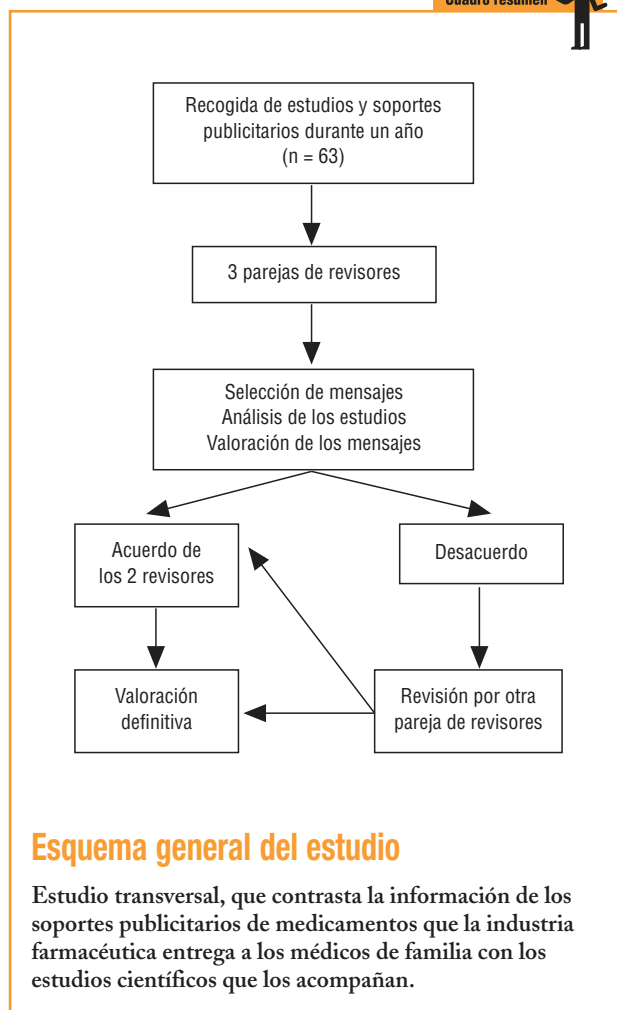 Cuadro resumen
Recogida de estudios y soportes
publicitarios durante un año
(n = 63)
3 parejas de revisores
Selección de mensajes
Análisis de los estudios
Valoración de los mensajes
Acuerdo de
los 2 revisores
Desacuerdo
Valoración
definitiva
Revisión por otra
pareja de revisores
Esquema general del estudio
Estudio transversal, que contrasta la información de los
soportes publicitarios de medicamentos que la industria
farmacéutica entrega a los médicos de familia con los
estudios científicos que los acompañan.